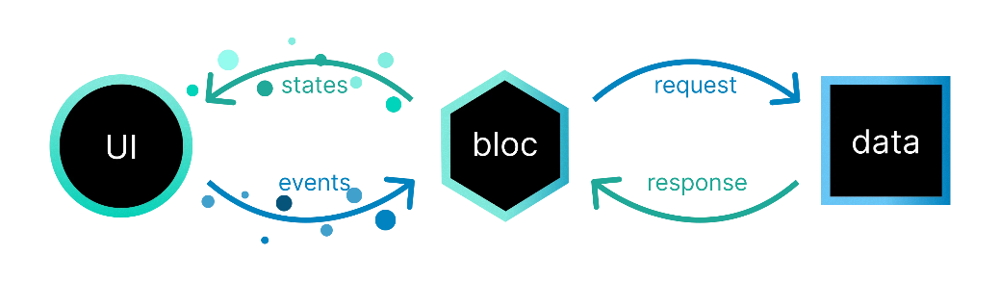 states
request
UI
bloc
data
events
response